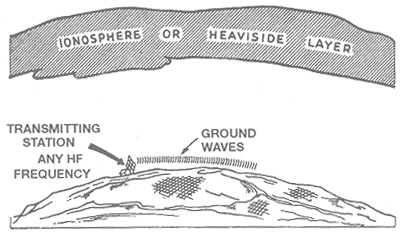 IONOSPHERE OR HEAVISIDE LAYER
TRANSMITTING
STATION
ANY HF
FREQUENCY
GROUND
WAVES